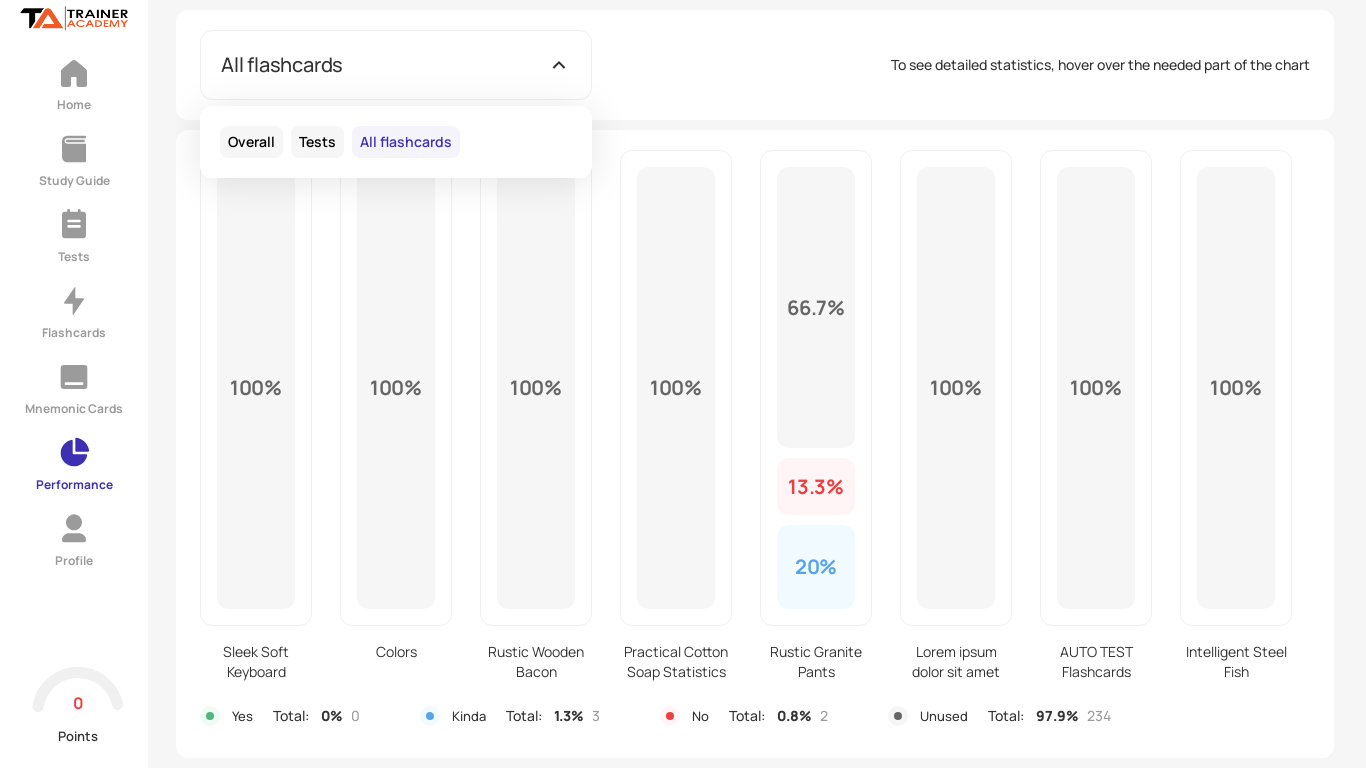 TRAINER
ACADEMY
Home
Study Guide
Tests
Flashcards
Mnemonic Cards
Performance
Profile
0
Points
All flashcards
To see detailed statistics, hover over the needed part of the chart
Overall Tests All flashcards
100% 100% 100% 100% 66.7% 100% 100% 100%
13.3%
20%
Sleek Soft Keyboard
Colors
Rustic Wooden Bacon
Practical Cotton Soap Statistics
Rustic Granite Pants
Lorem ipsum dolor sit amet
AUTO TEST Flashcards
Intelligent Steel Fish
Yes Total: 0% 0
Kinda Total: 1.3% 3
No Total: 0.8% 2
Unused Total: 97.9% 234